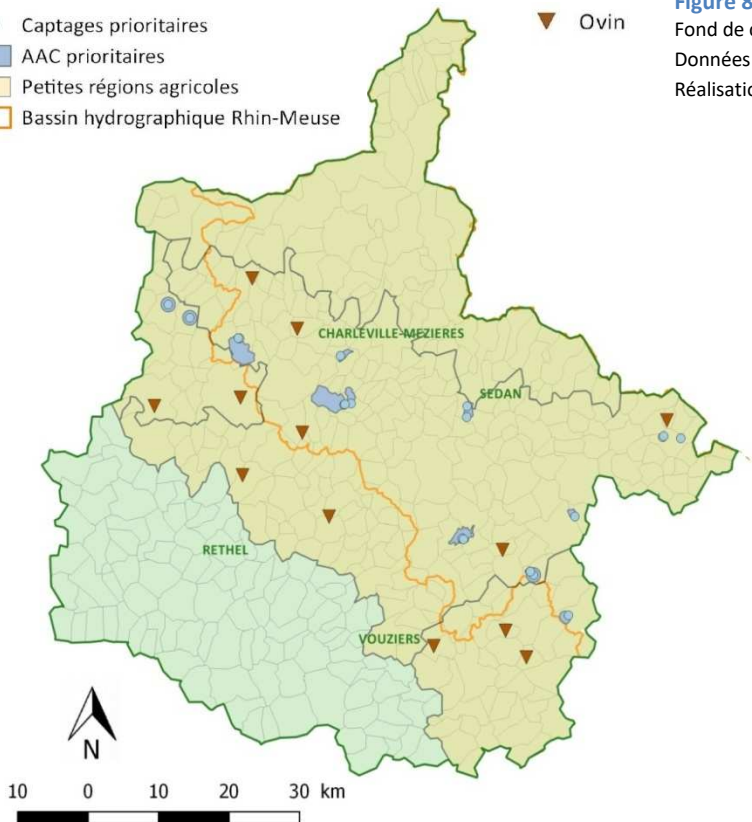 Captages prioritaires
AAC prioritaires
Petites régions agricoles
Bassin hydrographique Rhin-Meuse
Ovin
Figure 8
Fond de
Données
Réalisation
CHARLEVILLE-MEZIERES
SEDAN
RETHEL
VOUZIERS
N
10 0 10 20 30 km